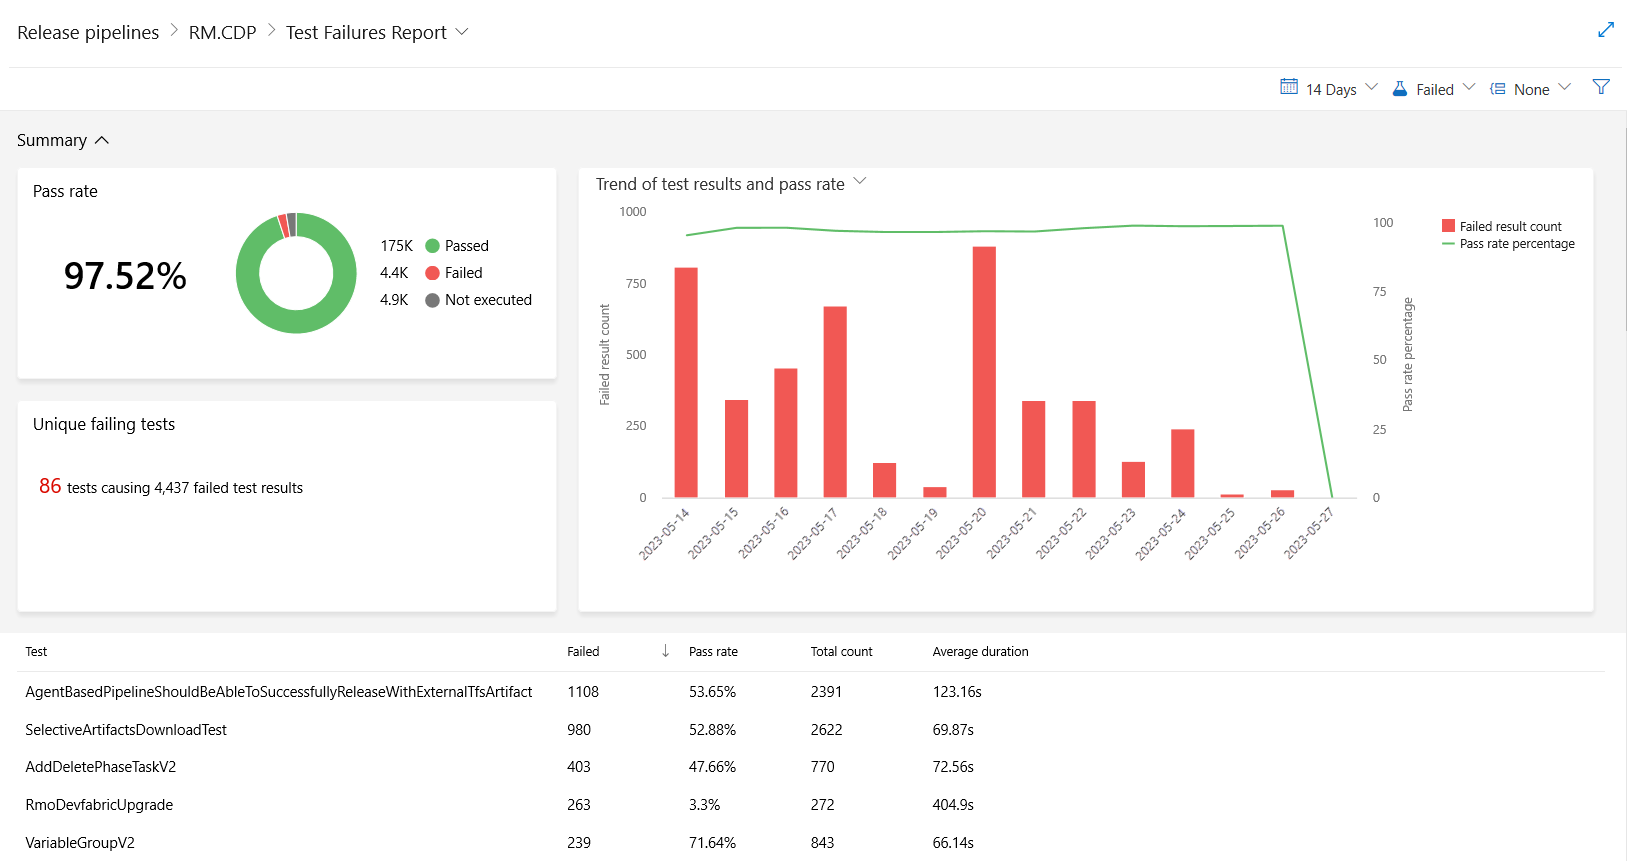 Release pipelines > RM.CDP > Test Failures Report
14 Days Failed None
Summary
Pass rate
97.52%
175K Passed
4.4K Failed
4.9K Not executed
Unique failing tests
86 tests causing 4,437 failed test results
Trend of test results and pass rate
1000
750
500
250
0
Failed result count
100
75
50
25
0
Pass rate percentage
Failed result count
Pass rate percentage
2023-05-14
2023-05-15
2023-05-16
2023-05-17
2023-05-18
2023-05-19
2023-05-20
2023-05-21
2023-05-22
2023-05-23
2023-05-24
2023-05-25
2023-05-26
2023-05-27
Test Failed Pass rate Total count Average duration
AgentBasedPipelineShouldBeAbleToSuccessfullyReleaseWithExternalTfsArtifact 1108 53.65% 2391 123.16s
SelectiveArtifactsDownloadTest 980 52.88% 2622 69.87s
AddDeletePhaseTaskV2 403 47.66% 770 72.56s
RmoDevfabricUpgrade 263 3.3% 272 404.9s
VariableGroupV2 239 71.64% 843 66.14s